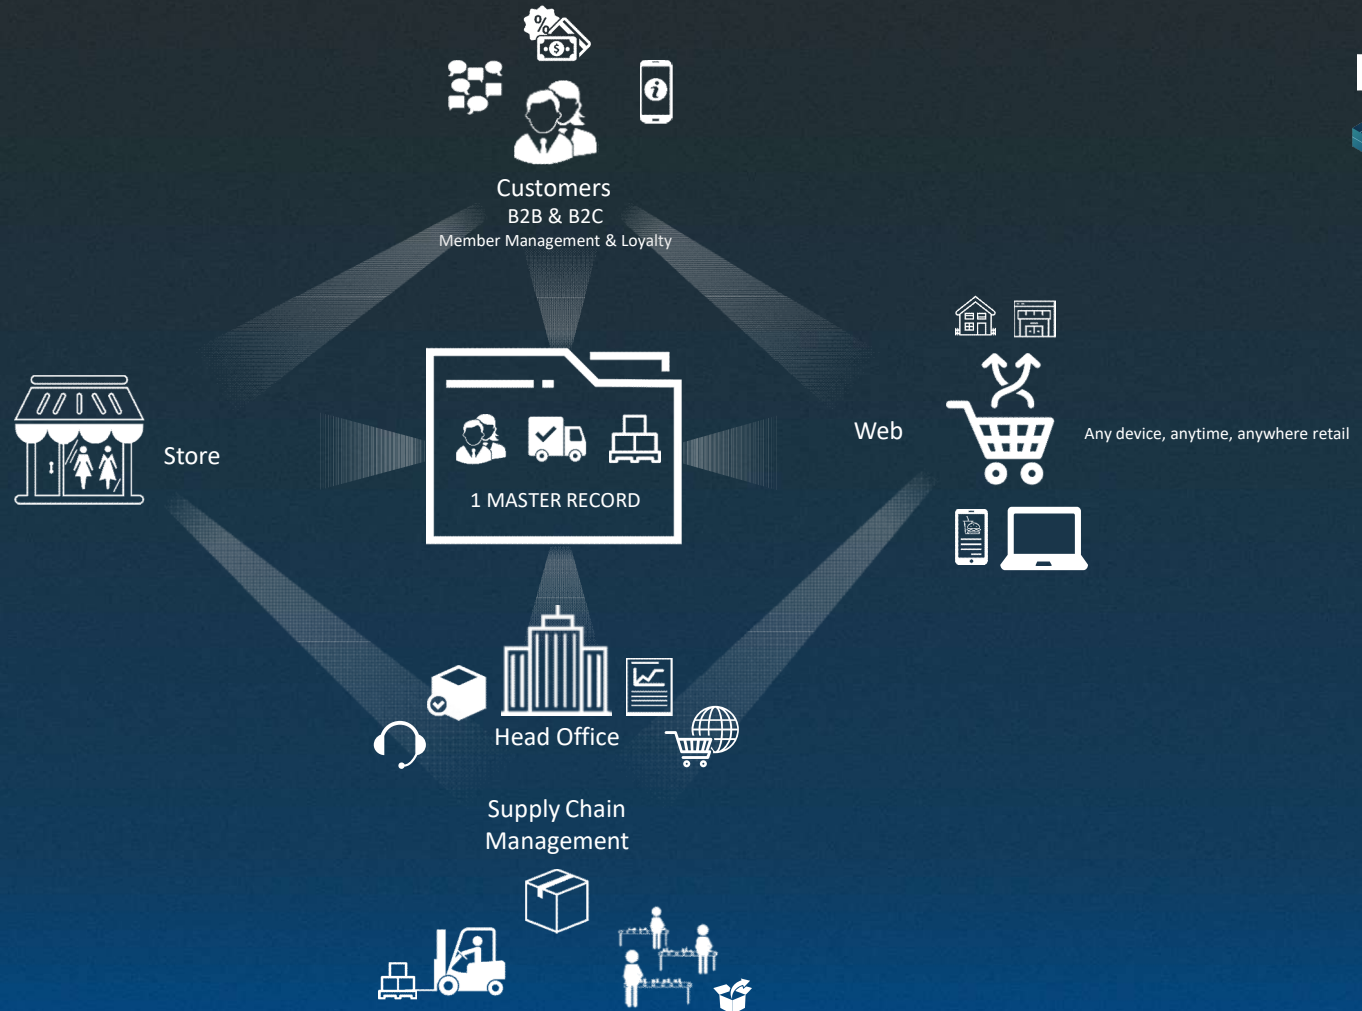 Customers
B2B & B2C
Member Management & Loyalty
Store
1 MASTER RECORD
Web
Any device, anytime, anywhere retail
Head Office
Supply Chain
Management